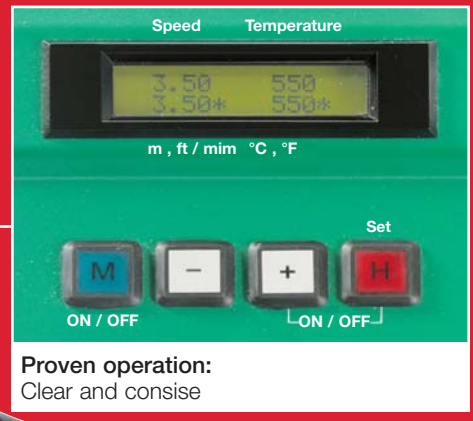 Speed Temperature
3.50 550
3.50* 550*
m , ft / mim °C , °F
Set
M - + H
ON / OFF ON / OFF
Proven operation:
Clear and consise